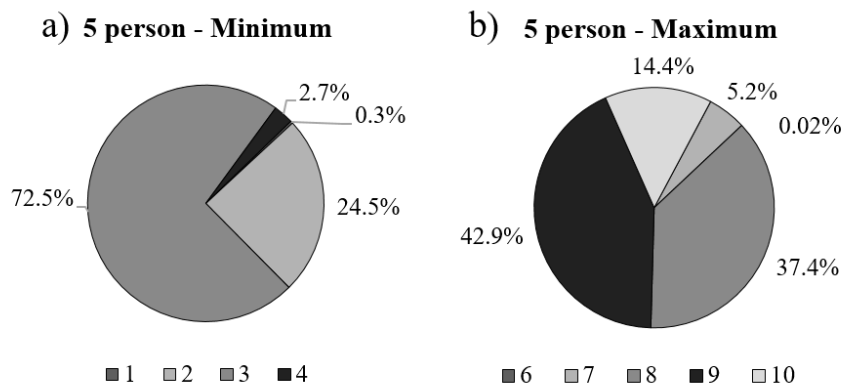 a) 5 person - Minimum
2.7%
0.3%
72.5%
24.5%
1 2 3 4
b) 5 person - Maximum
14.4%
5.2%
0.02%
42.9%
37.4%
6 7 8 9 10